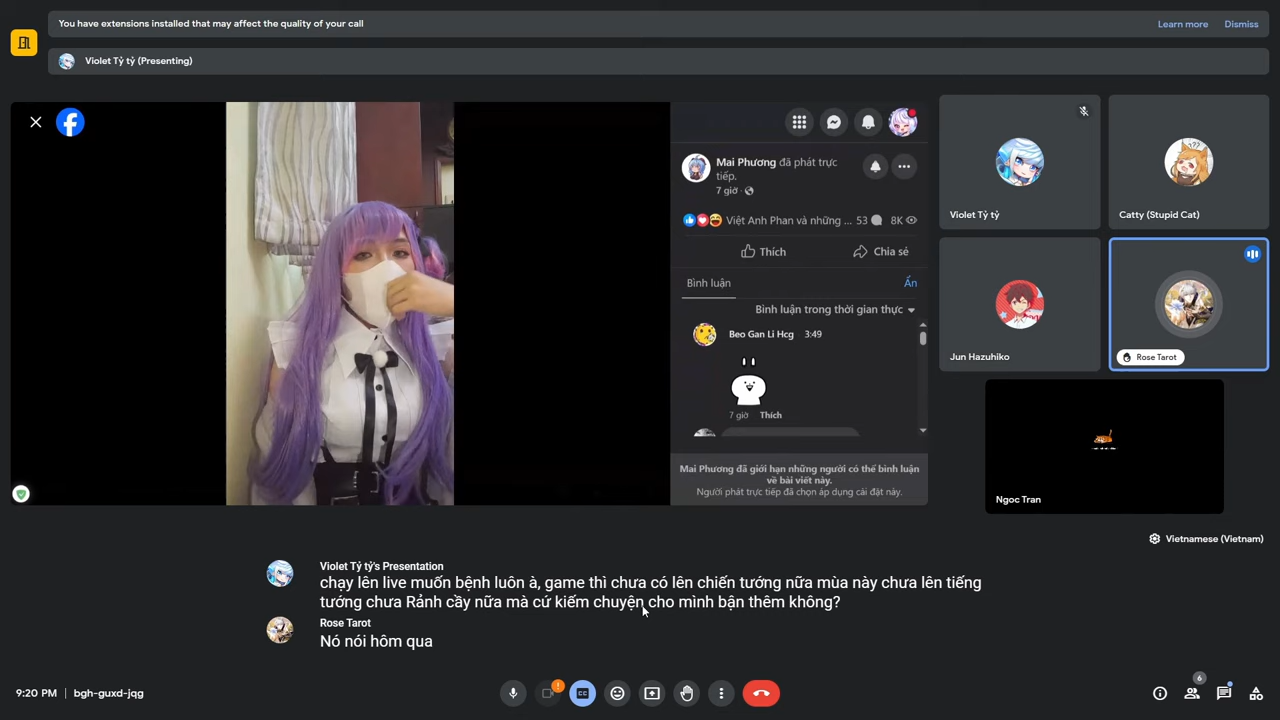 You have extensions installed that may affect the quality of your call
Learn more
Dismiss
Violet Tỷ tỷ (Presenting)
Mai Phương đã phát trực
tiếp.
7 giờ
Việt Anh Phan và những ...
53
8K
Thích
Chia sẻ
Bình luận
Ẩn
Bình luận trong thời gian thực
Beo Gan Li Hcg 3:49
7 giờ Thích
Mai Phương đã giới hạn những người có thể bình luận
về bài viết này.
Người phát trực tiếp đã chọn áp dụng cài đặt này.
Violet Tỷ tỷ
???
Catty (Stupid Cat)
Jun Hazuhiko
Rose Tarot
Ngoc Tran
Vietnamese (Vietnam)
Violet Tỷ tỷ's Presentation
chạy lên live muốn bệnh luôn à, game thì chưa có lên chiến tướng nữa mùa này chưa lên tiếng
tướng chưa Rảnh cầy nữa mà cứ kiếm chuyện cho mình bận thêm không?
Rose Tarot
Nó nói hôm qua
9:20 PM
bgh-guxd-jqg
CC
6